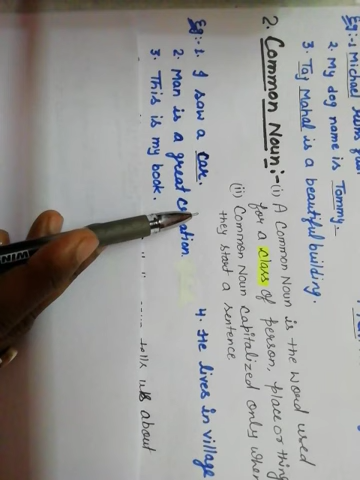 Eg:-1 Michael
2. My dog name is Tommy.
3. Taj Mahal is a beautiful building.
2. Common Noun:- (i) A Common Noun is the word used
for a class of person, place or thing
(ii) Common Noun capitalized only when
they start a sentence
Eg:- 1. I saw a car.
2. Man is a great creation
3. This is my book.
4. He lives in village
tells us about